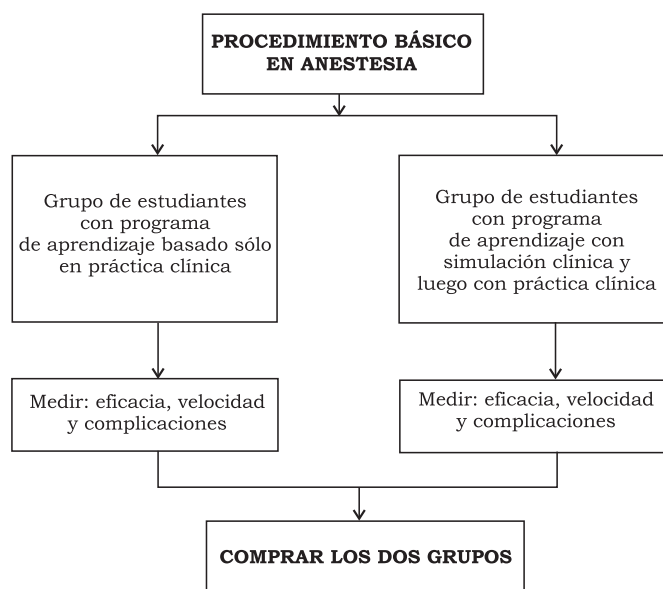 PROCEDIMIENTO BÁSICO
EN ANESTESIA
Grupo de estudiantes
con programa
de aprendizaje basado sólo
en práctica clínica
Grupo de estudiantes
con programa
de aprendizaje con
simulación clínica y
luego con práctica clínica
Medir: eficacia, velocidad
y complicaciones
Medir: eficacia, velocidad
y complicaciones
COMPRAR LOS DOS GRUPOS